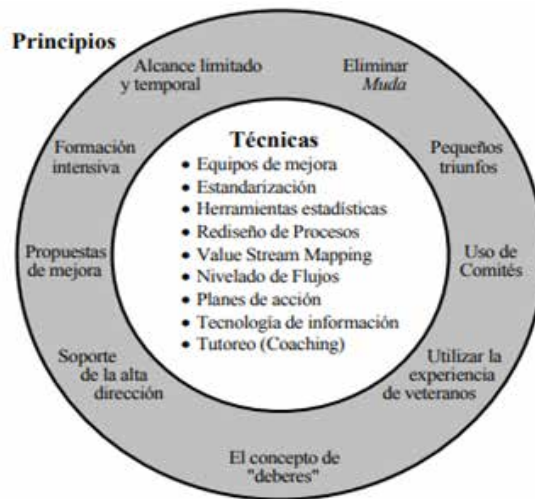 Principios
Alcance limitado
y temporal
Eliminar
Muda
Pequeños
triunfos
Uso de
Comités
Utilizar la
experiencia
de veteranos
El concepto de
"deberes"
Soporte
de la alta
dirección
Propuestas
de mejora
Formación
intensiva
Técnicas
• Equipos de mejora
• Estandarización
• Herramientas estadísticas
• Rediseño de Procesos
• Value Stream Mapping
• Nivelado de Flujos
• Planes de acción
• Tecnología de información
• Tutoreo (Coaching)